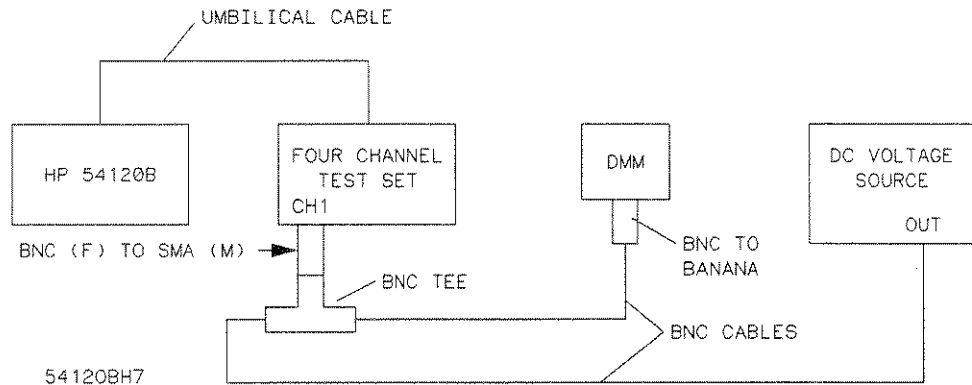 UMBILICAL CABLE
HP 54120B
FOUR CHANNEL
TEST SET
CH1
DMM
DC VOLTAGE
SOURCE
OUT
BNC (F) TO SMA (M)
BNC TO
BANANA
BNC TEE
BNC CABLES
54120BH7